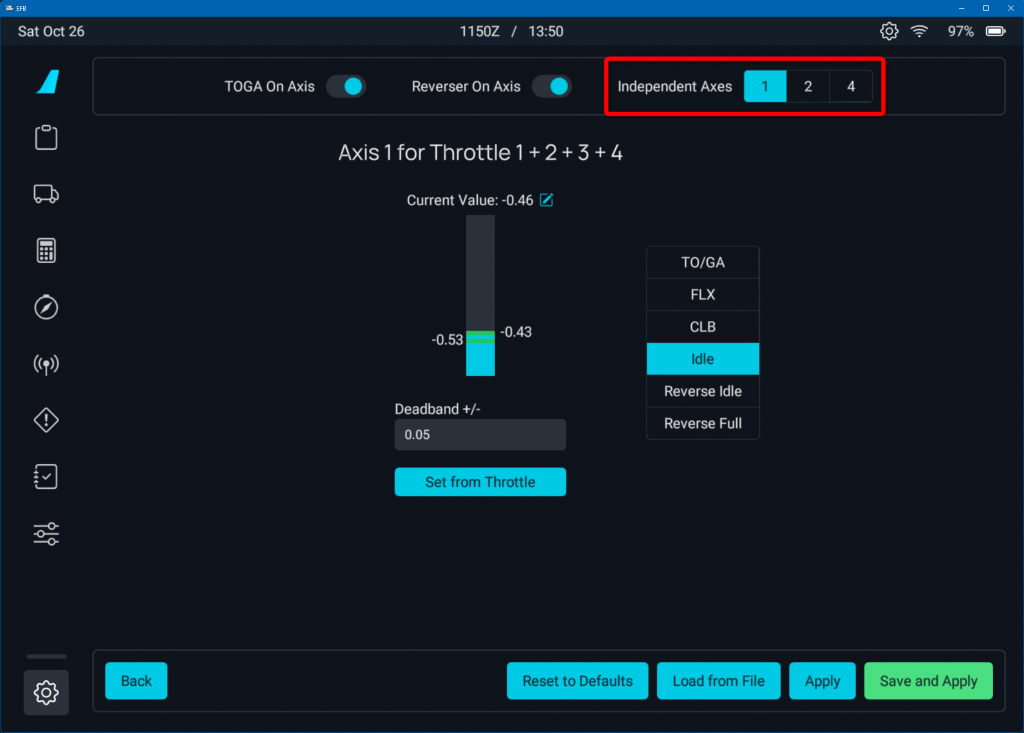 EFB
Sat Oct 26
1150Z / 13:50
97%
TOGA On Axis
Reverser On Axis
Independent Axes 1 2 4
Axis 1 for Throttle 1 + 2 + 3 + 4
Current Value: -0.46
-0.43
-0.53
TO/GA
FLX
CLB
Idle
Reverse Idle
Reverse Full
Deadband +/-
0.05
Set from Throttle
Back
Reset to Defaults
Load from File
Apply
Save and Apply